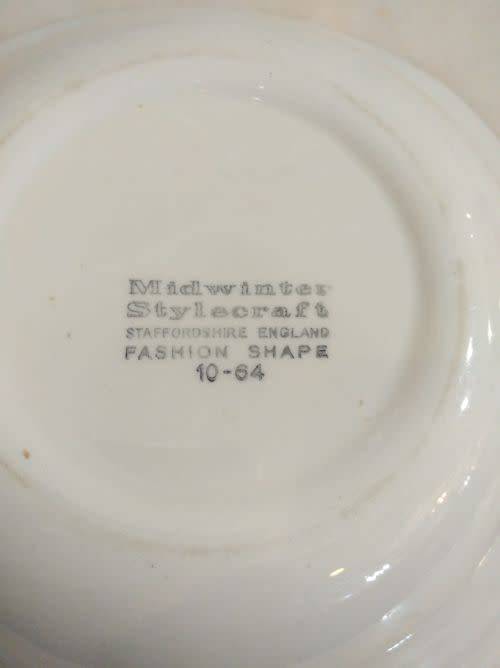 Midwinter
Stylecraft
STAFFORDSHIRE ENGLAND
FASHION SHAPE
10-64